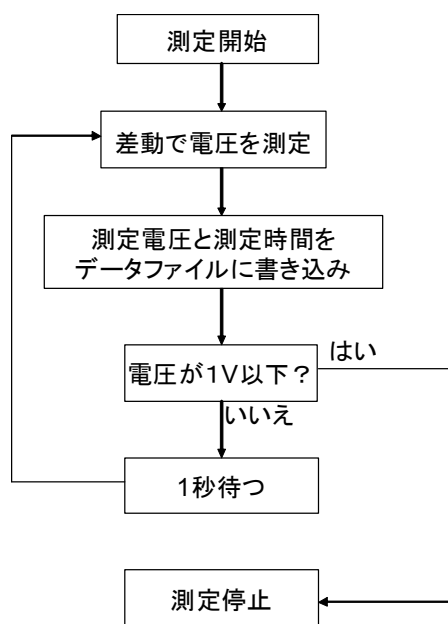 測定開始
差動で電圧を測定
測定電圧と測定時間を
データファイルに書き込み
電圧が1V以下？
はい
いいえ
1秒待つ
測定停止